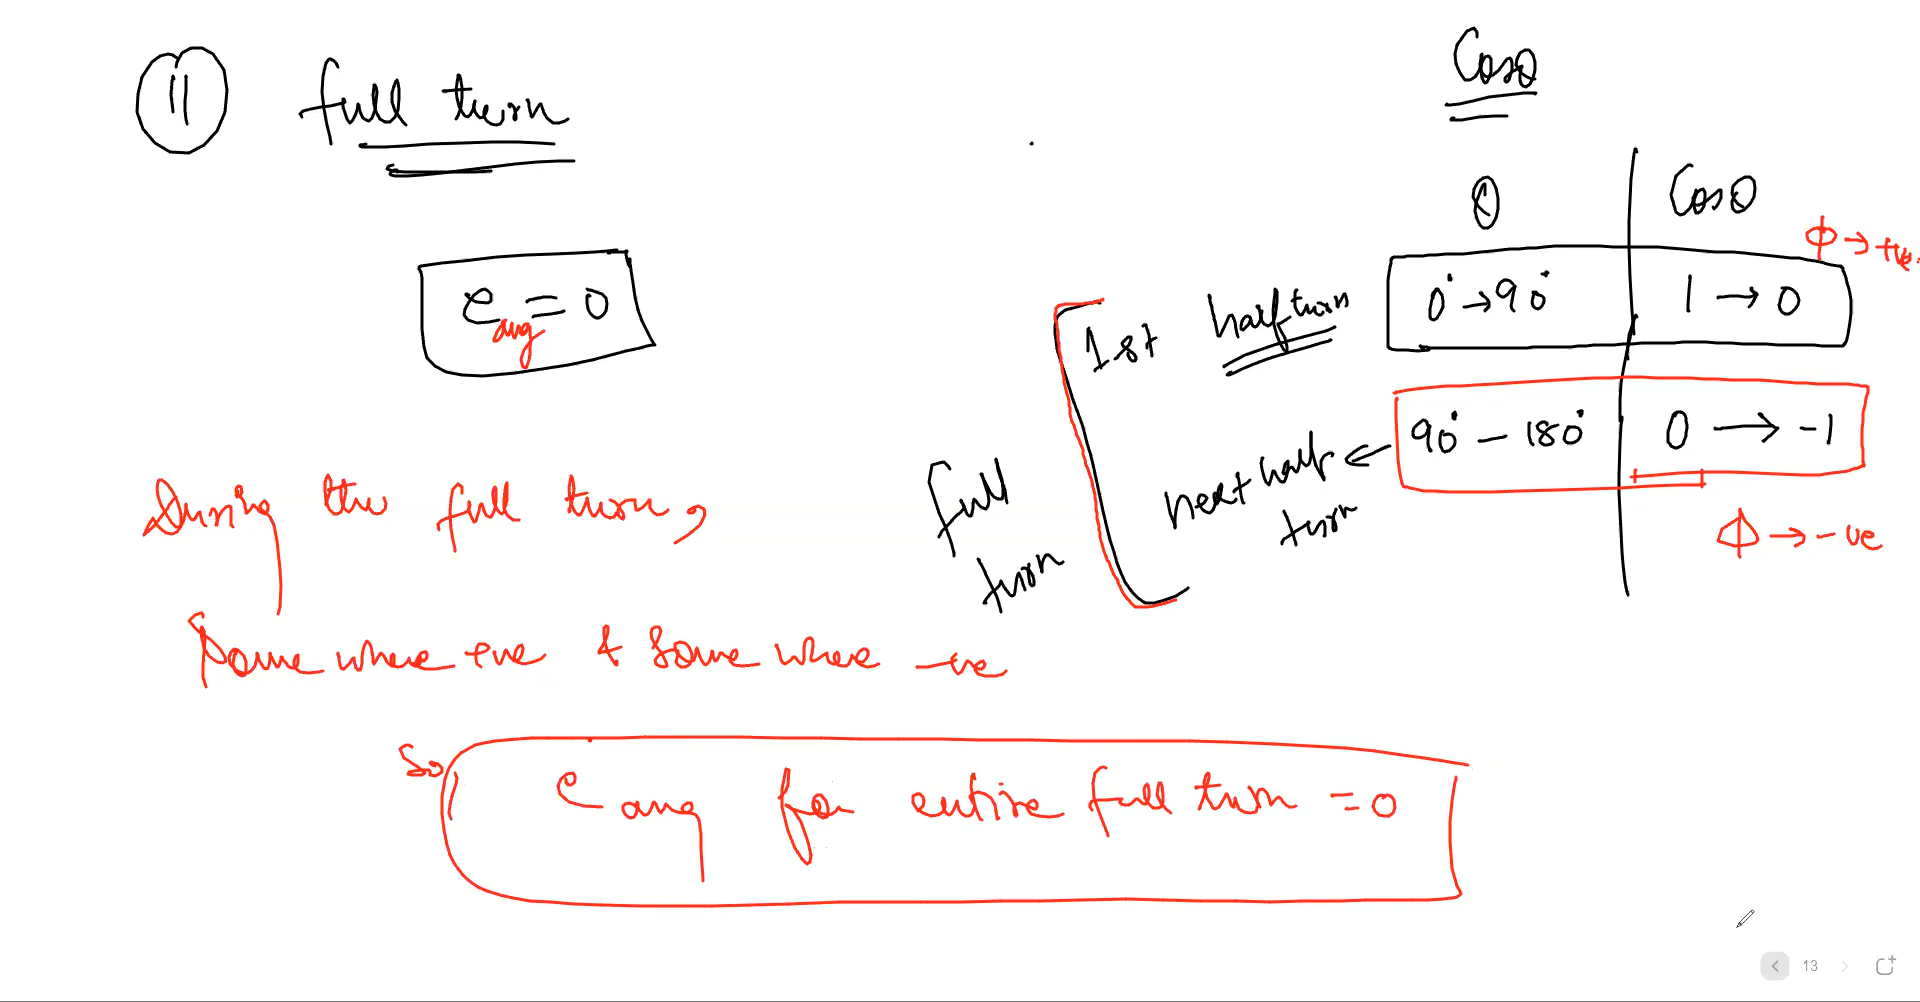 11 full turn
Cosθ
θ Cosθ
ϕ → +ve.
e avg = 0
1st half turn 0° → 90° 1 → 0
next half turn ← 90° – 180° 0 → -1
full turn
ϕ → -ve
During the full turn,
Some where +ve & some where -ve
So, e avg for entire full turn = 0
13